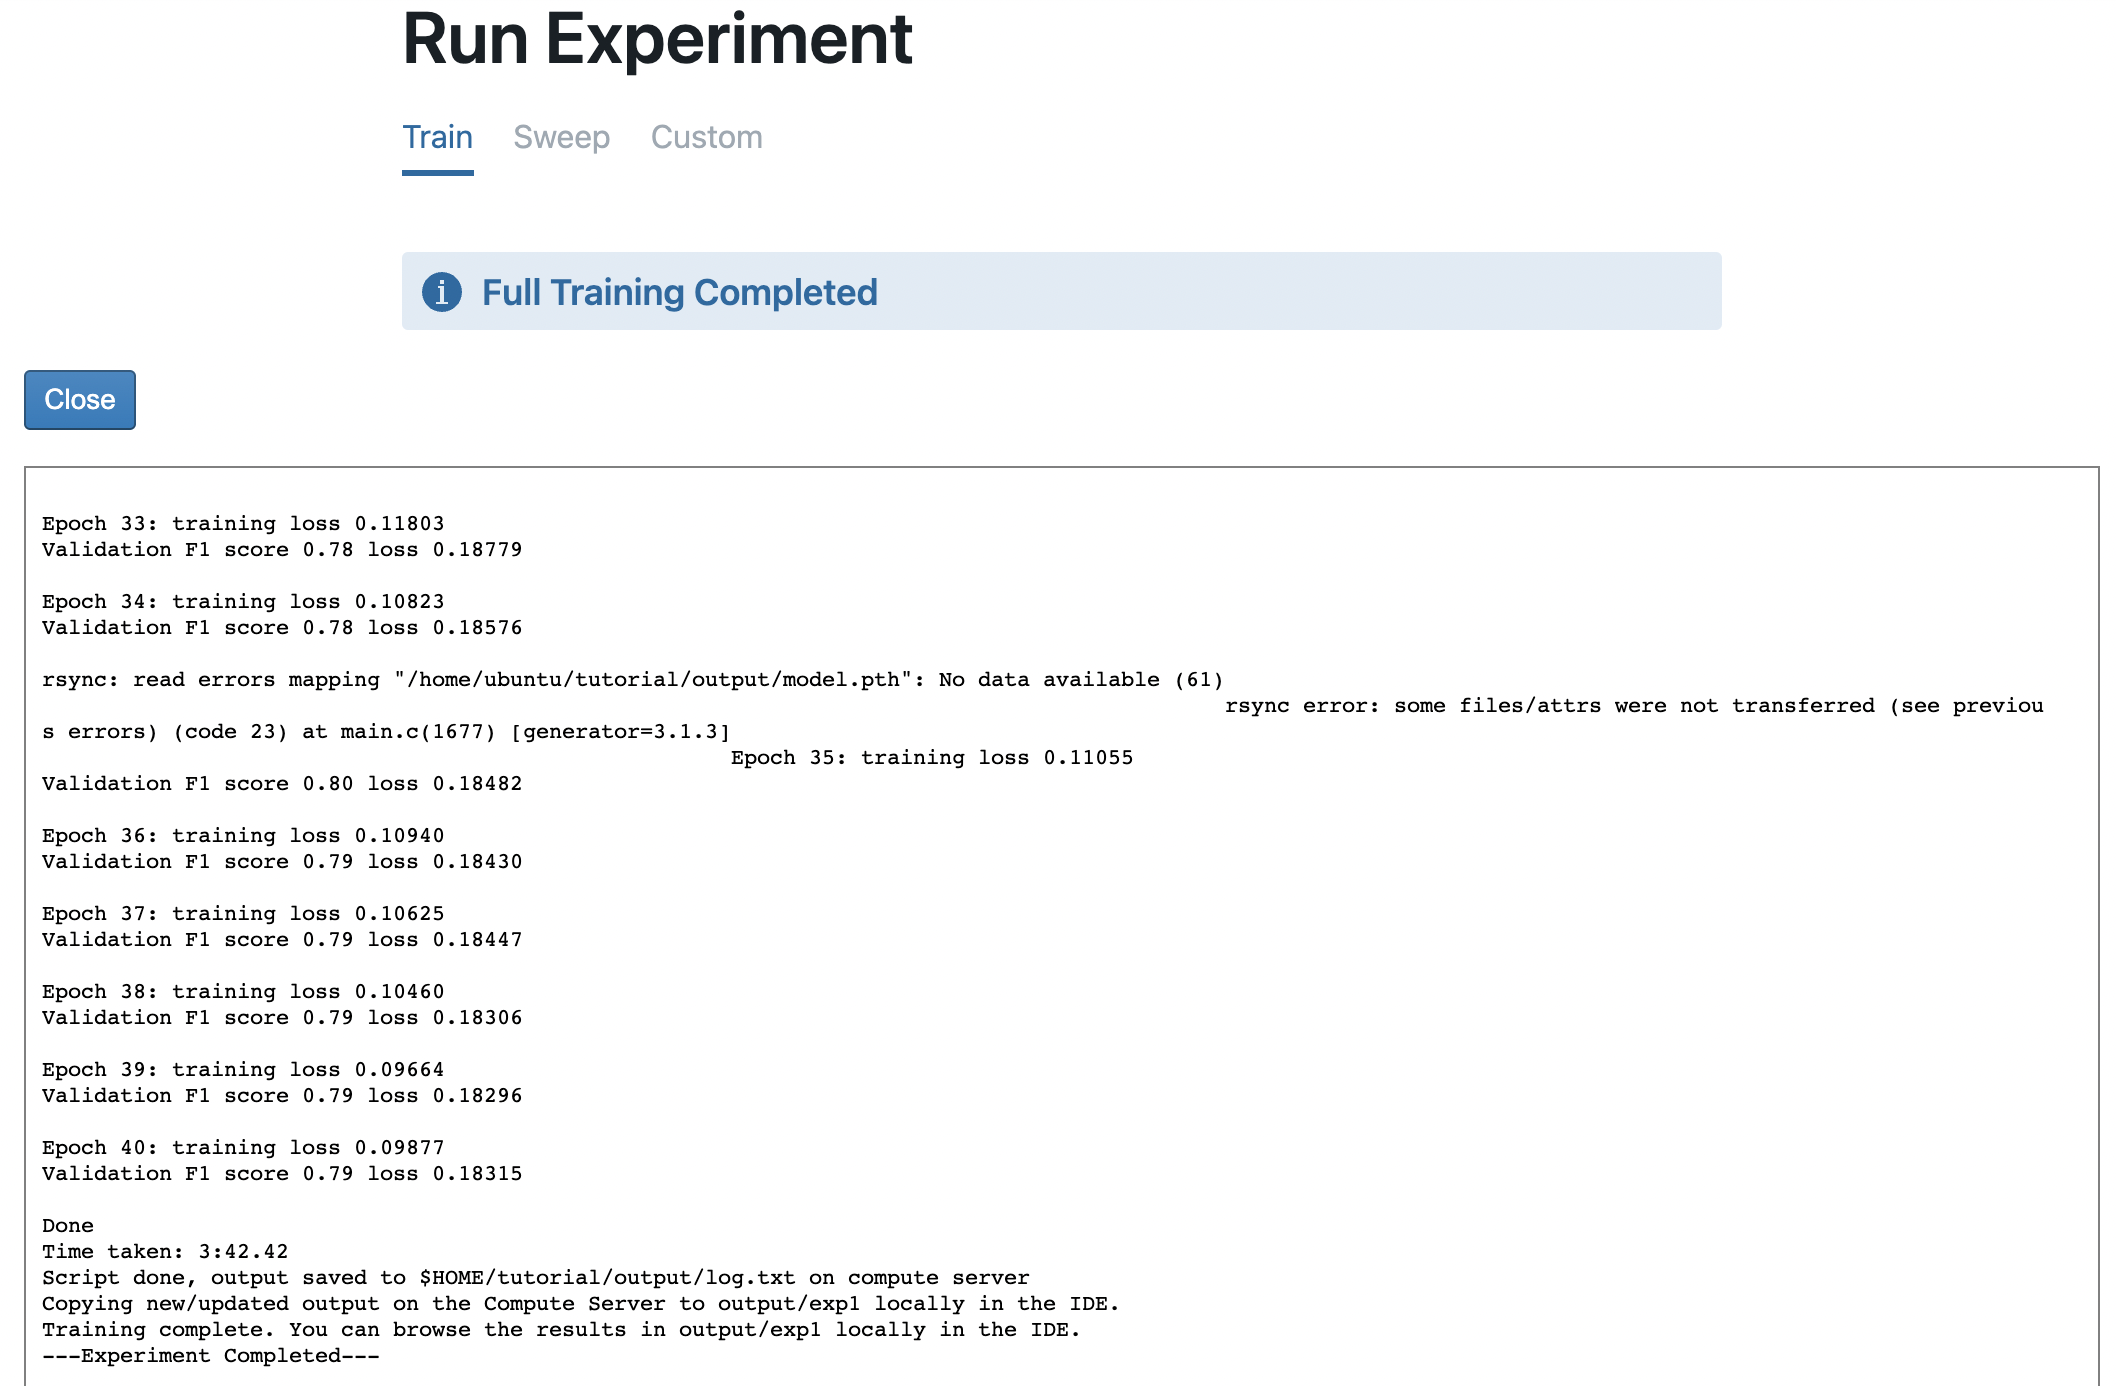 Run Experiment
Train Sweep Custom
i Full Training Completed
Close
Epoch 33: training loss 0.11803
Validation F1 score 0.78 loss 0.18779
Epoch 34: training loss 0.10823
Validation F1 score 0.78 loss 0.18576
rsync: read errors mapping "/home/ubuntu/tutorial/output/model.pth": No data available (61)
rsync error: some files/attrs were not transferred (see previou
s errors) (code 23) at main.c(1677) [generator=3.1.3]
Epoch 35: training loss 0.11055
Validation F1 score 0.80 loss 0.18482
Epoch 36: training loss 0.10940
Validation F1 score 0.79 loss 0.18430
Epoch 37: training loss 0.10625
Validation F1 score 0.79 loss 0.18447
Epoch 38: training loss 0.10460
Validation F1 score 0.79 loss 0.18306
Epoch 39: training loss 0.09664
Validation F1 score 0.79 loss 0.18296
Epoch 40: training loss 0.09877
Validation F1 score 0.79 loss 0.18315
Done
Time taken: 3:42.42
Script done, output saved to $HOME/tutorial/output/log.txt on compute server
Copying new/updated output on the Compute Server to output/exp1 locally in the IDE.
Training complete. You can browse the results in output/exp1 locally in the IDE.
---Experiment Completed---